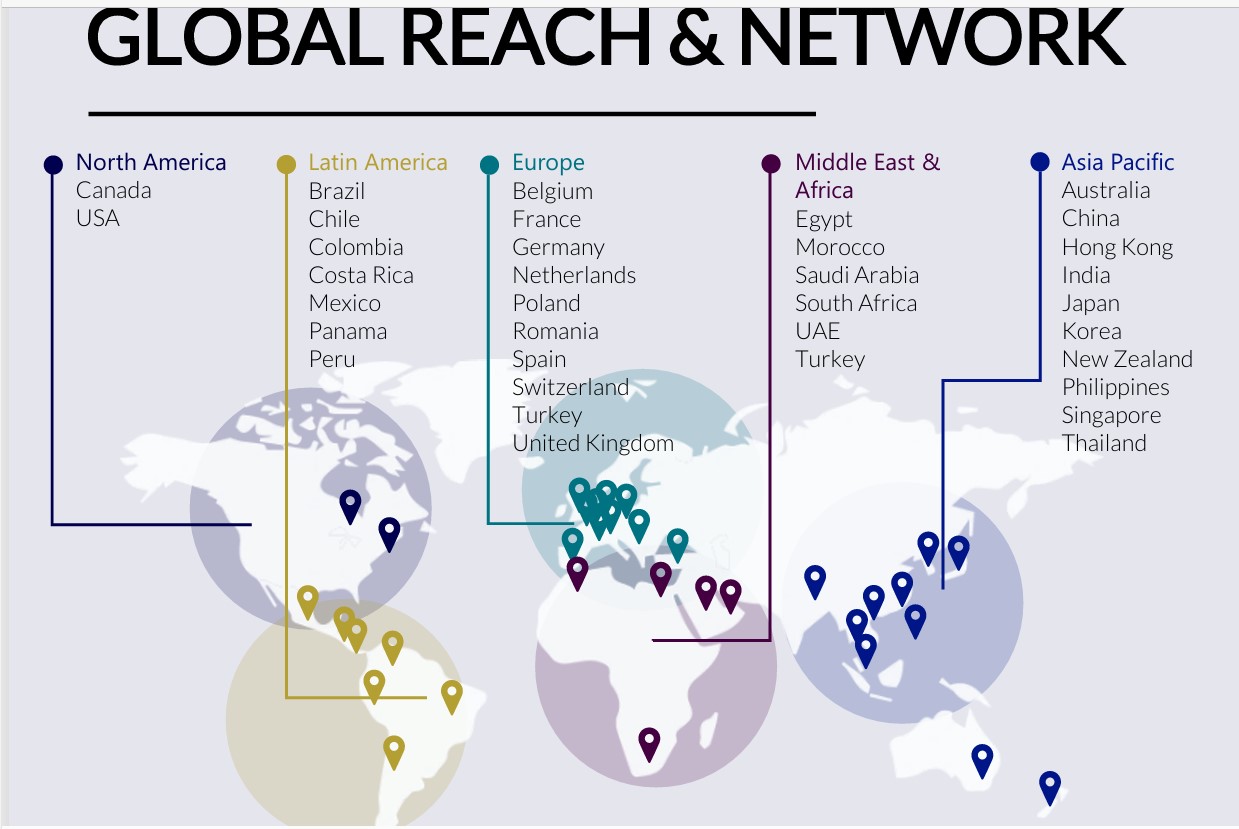 GLOBAL REACH & NETWORK
North America
Canada
USA
Latin America
Brazil
Chile
Colombia
Costa Rica
Mexico
Panama
Peru
Europe
Belgium
France
Germany
Netherlands
Poland
Romania
Spain
Switzerland
Turkey
United Kingdom
Middle East &
Africa
Egypt
Morocco
Saudi Arabia
South Africa
UAE
Turkey
Asia Pacific
Australia
China
Hong Kong
India
Japan
Korea
New Zealand
Philippines
Singapore
Thailand